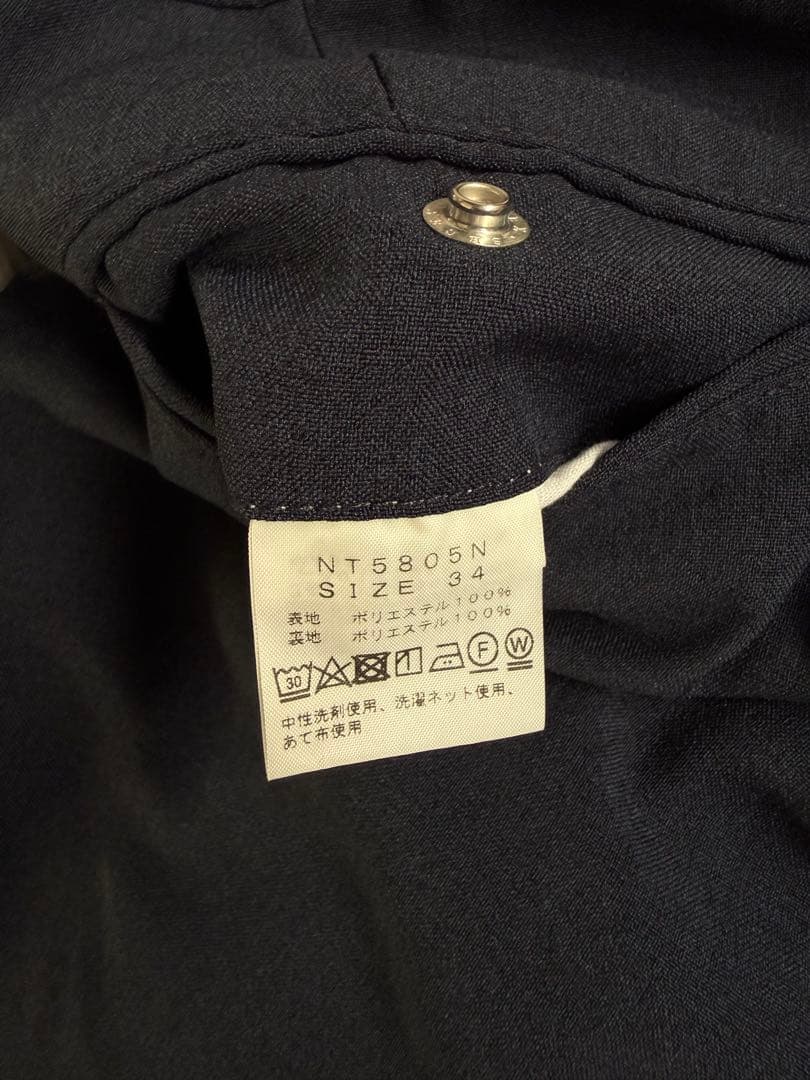 NT5805N
SIZE 34
表地 ポリエステル100%
裏地 ポリエステル100%
30 F W
中性洗剤使用、洗濯ネット使用、
あて布使用